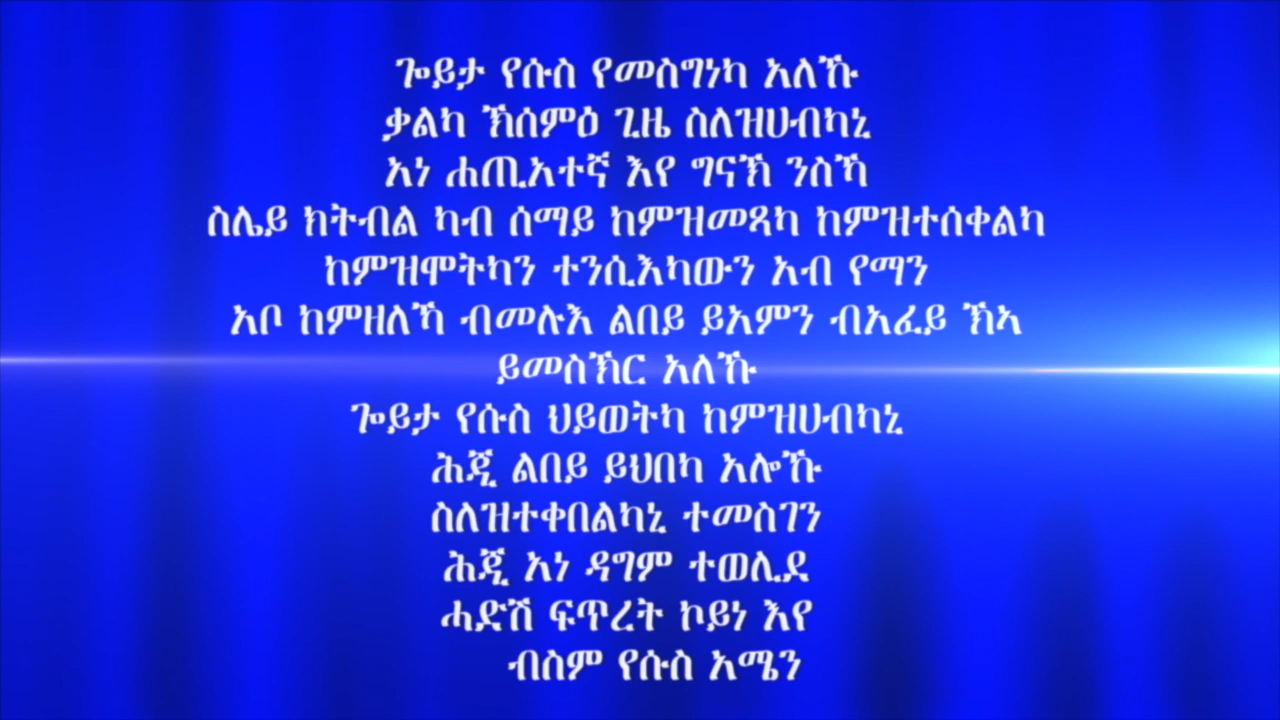 ጐይታ የሱስ የመስግነካ አለኹ
ቃልካ ኽሰምዕ ጊዜ ስለዝሀብካኒ
አነ ሐጢአተኛ እየ ግናኽ ንስኻ
ስሌይ ክትብል ካብ ሰማይ ከምዝመጻካ ከምዝተሰቀልካ
ከምዝሞትካን ተንሲእካውን አብ የማን
አቦ ከምዘለኻ ብመሉእ ልበይ ይአምን ብአፈይ ኽኣ
ይመስኽር አለኹ
ጐይታ የሱስ ህይወትካ ከምዝሀብካኒ
ሕጂ ልበይ ይህበካ አሎኹ
ስለዝተቀበልካኒ ተመስገን
ሕጂ አነ ዳግም ተወሊደ
ሓድሽ ፍጥረት ኮይነ እየ
ብስም የሱስ አሜን